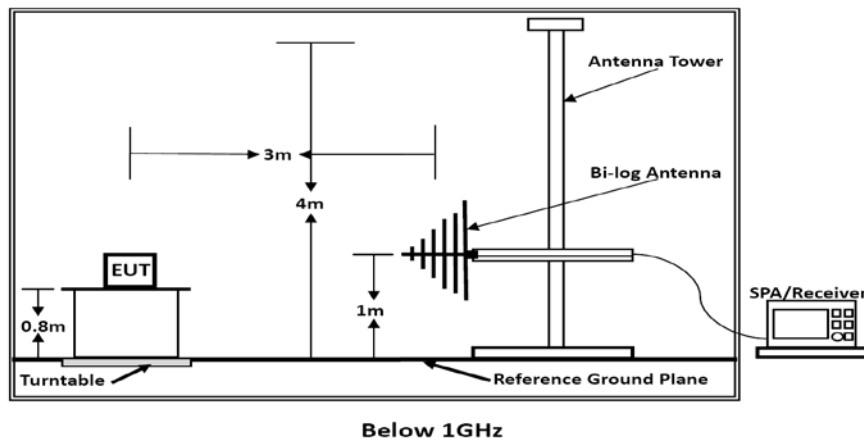 Antenna Tower
3m
Bi-log Antenna
4m
EUT
1m
SPA/Receiver
0.8m
Turntable
Reference Ground Plane
Below 1GHz